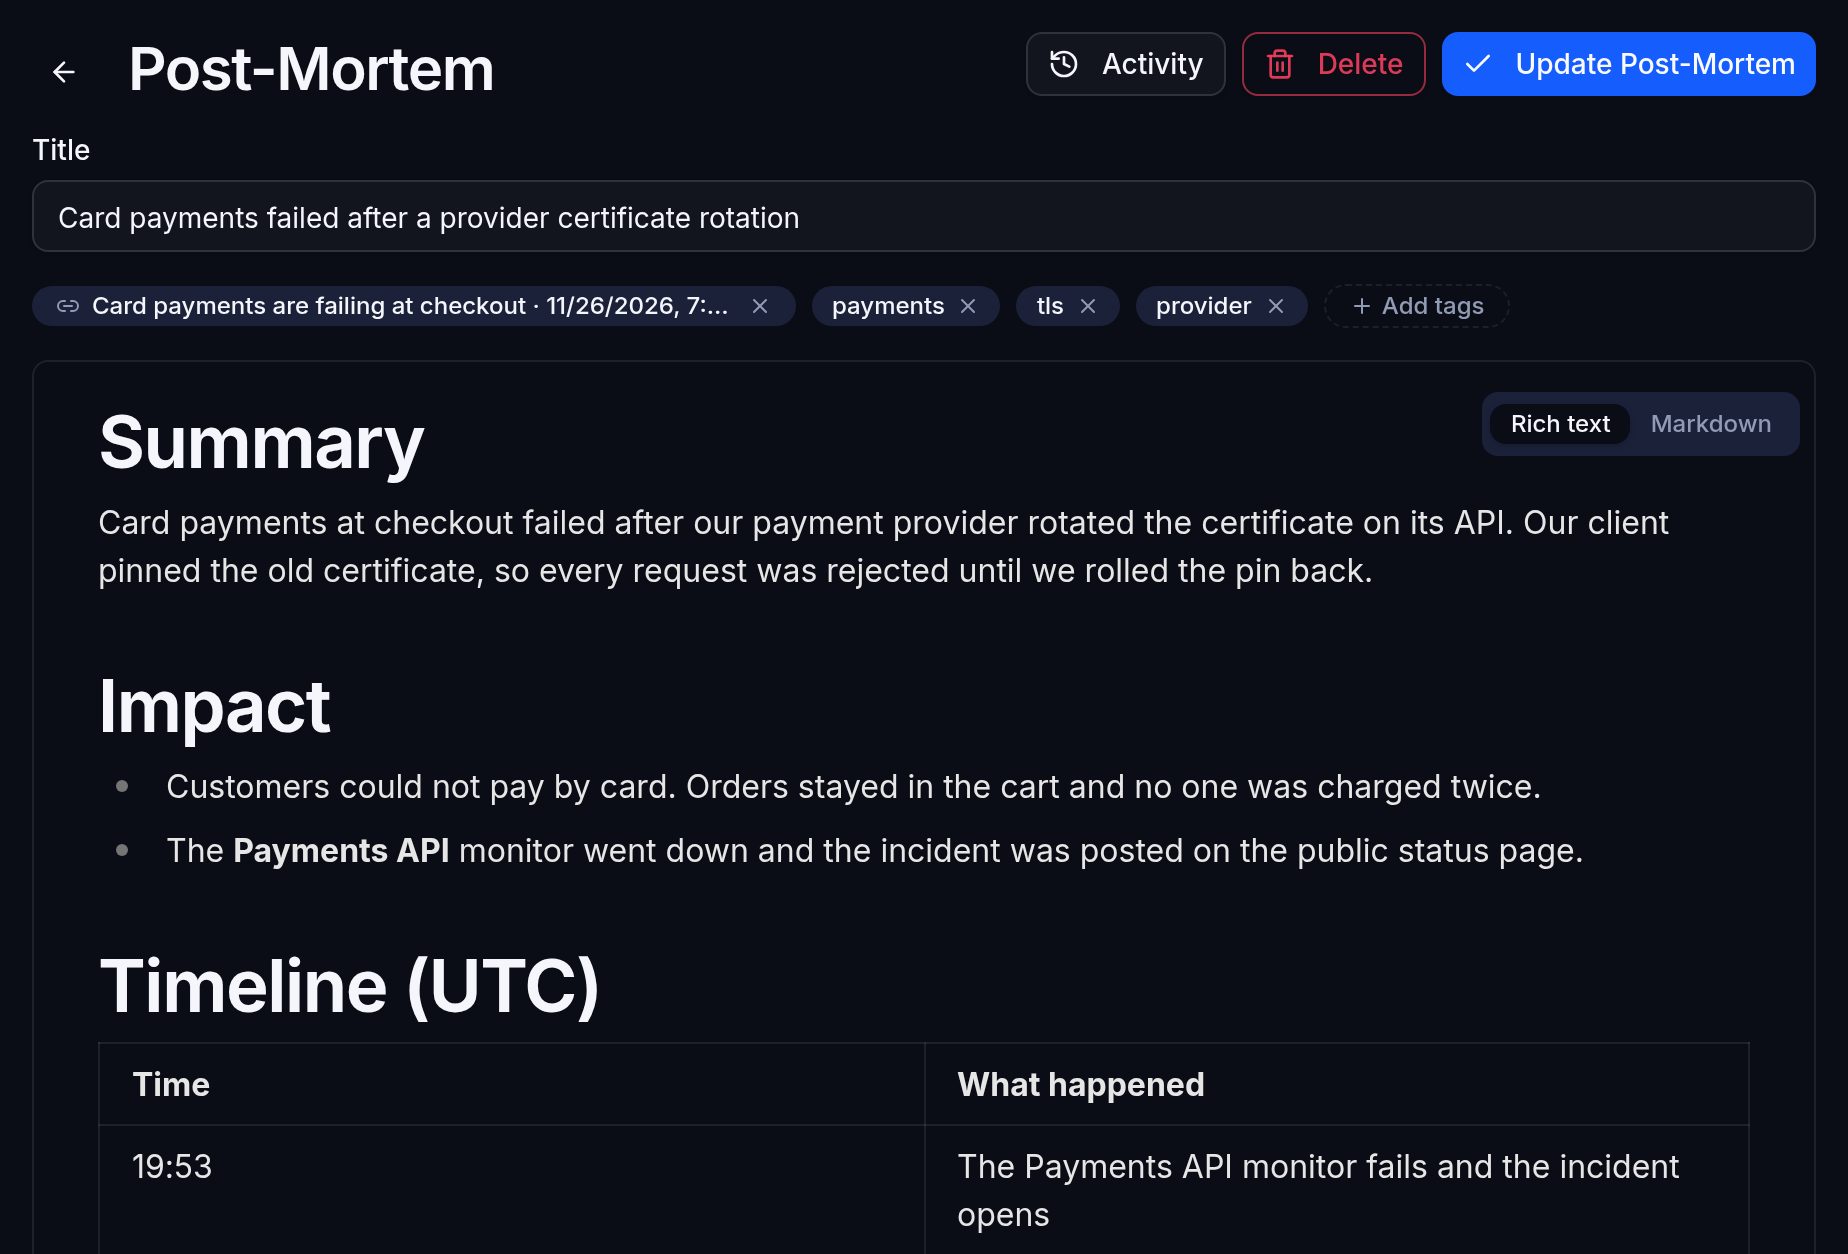 Post-Mortem
Activity
Delete
Update Post-Mortem
Title
Card payments failed after a provider certificate rotation
Card payments are failing at checkout · 11/26/2026, 7:...
payments
tls
provider
Add tags
Summary
Rich text
Markdown
Card payments at checkout failed after our payment provider rotated the certificate on its API. Our client
pinned the old certificate, so every request was rejected until we rolled the pin back.
Impact
Customers could not pay by card. Orders stayed in the cart and no one was charged twice.
The Payments API monitor went down and the incident was posted on the public status page.
Timeline (UTC)
Time
What happened
19:53
The Payments API monitor fails and the incident
opens